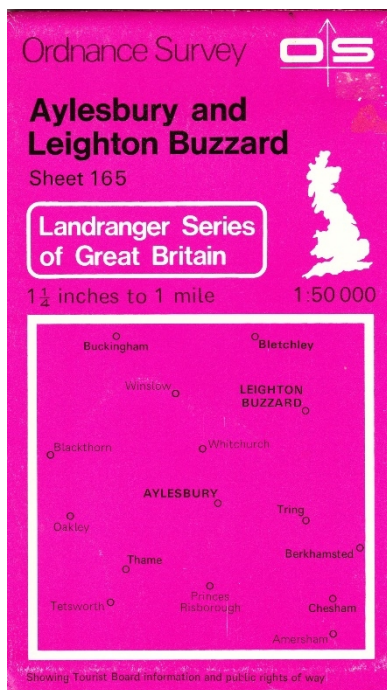 Ordnance Survey
OS
Aylesbury and
Leighton Buzzard
Sheet 165
Landranger Series
of Great Britain
1¼ inches to 1 mile
1:50 000
Buckingham
Bletchley
Winslow
LEIGHTON
BUZZARD
Blackthorn
Whitchurch
AYLESBURY
Oakley
Tring
Thame
Berkhamsted
Tetsworth
Princes
Risborough
Chesham
Amersham
Showing Tourist Board information and public rights of way